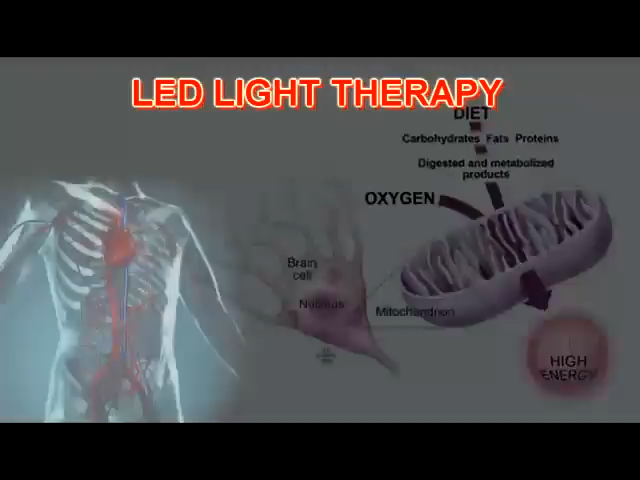 LED LIGHT THERAPY
DIET
Carbohydrates Fats Proteins
Digested and metabolized
products
OXYGEN
Brain
cell
Nucleus
Mitochondrion
HIGH
ENERGY